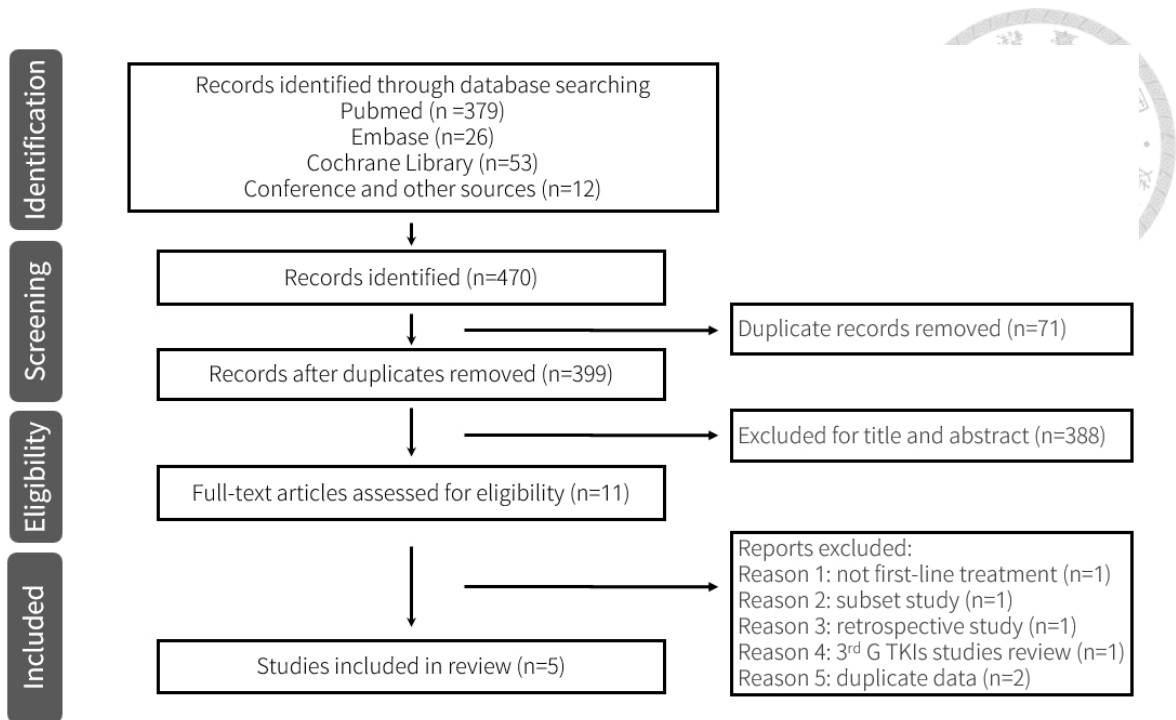 Identification
Records identified through database searching
Pubmed (n =379)
Embase (n=26)
Cochrane Library (n=53)
Conference and other sources (n=12)
Screening
Records identified (n=470)
Duplicate records removed (n=71)
Records after duplicates removed (n=399)
Eligibility
Excluded for title and abstract (n=388)
Full-text articles assessed for eligibility (n=11)
Included
Reports excluded:
Reason 1: not first-line treatment (n=1)
Reason 2: subset study (n=1)
Reason 3: retrospective study (n=1)
Reason 4: 3rd G TKIs studies review (n=1)
Reason 5: duplicate data (n=2)
Studies included in review (n=5)